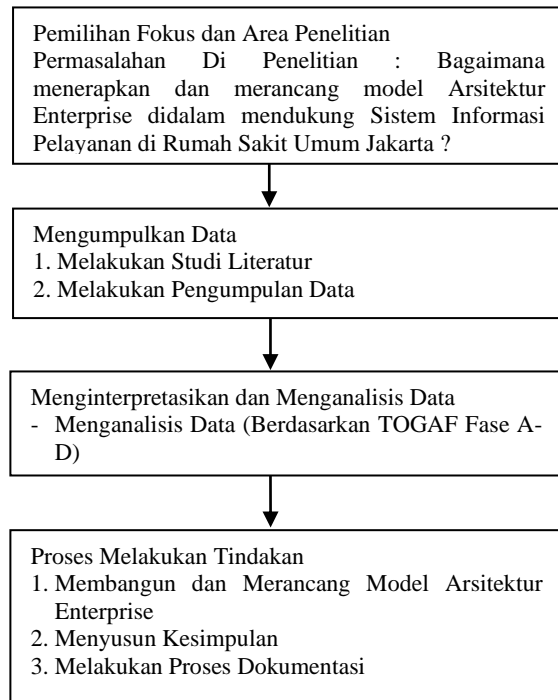 Pemilihan Fokus dan Area Penelitian
Permasalahan Di Penelitian : Bagaimana
menerapkan dan merancang model Arsitektur
Enterprise didalam mendukung Sistem Informasi
Pelayanan di Rumah Sakit Umum Jakarta ?
Mengumpulkan Data
1. Melakukan Studi Literatur
2. Melakukan Pengumpulan Data
Menginterpretasikan dan Menganalisis Data
- Menganalisis Data (Berdasarkan TOGAF Fase A-
D)
Proses Melakukan Tindakan
1. Membangun dan Merancang Model Arsitektur
Enterprise
2. Menyusun Kesimpulan
3. Melakukan Proses Dokumentasi